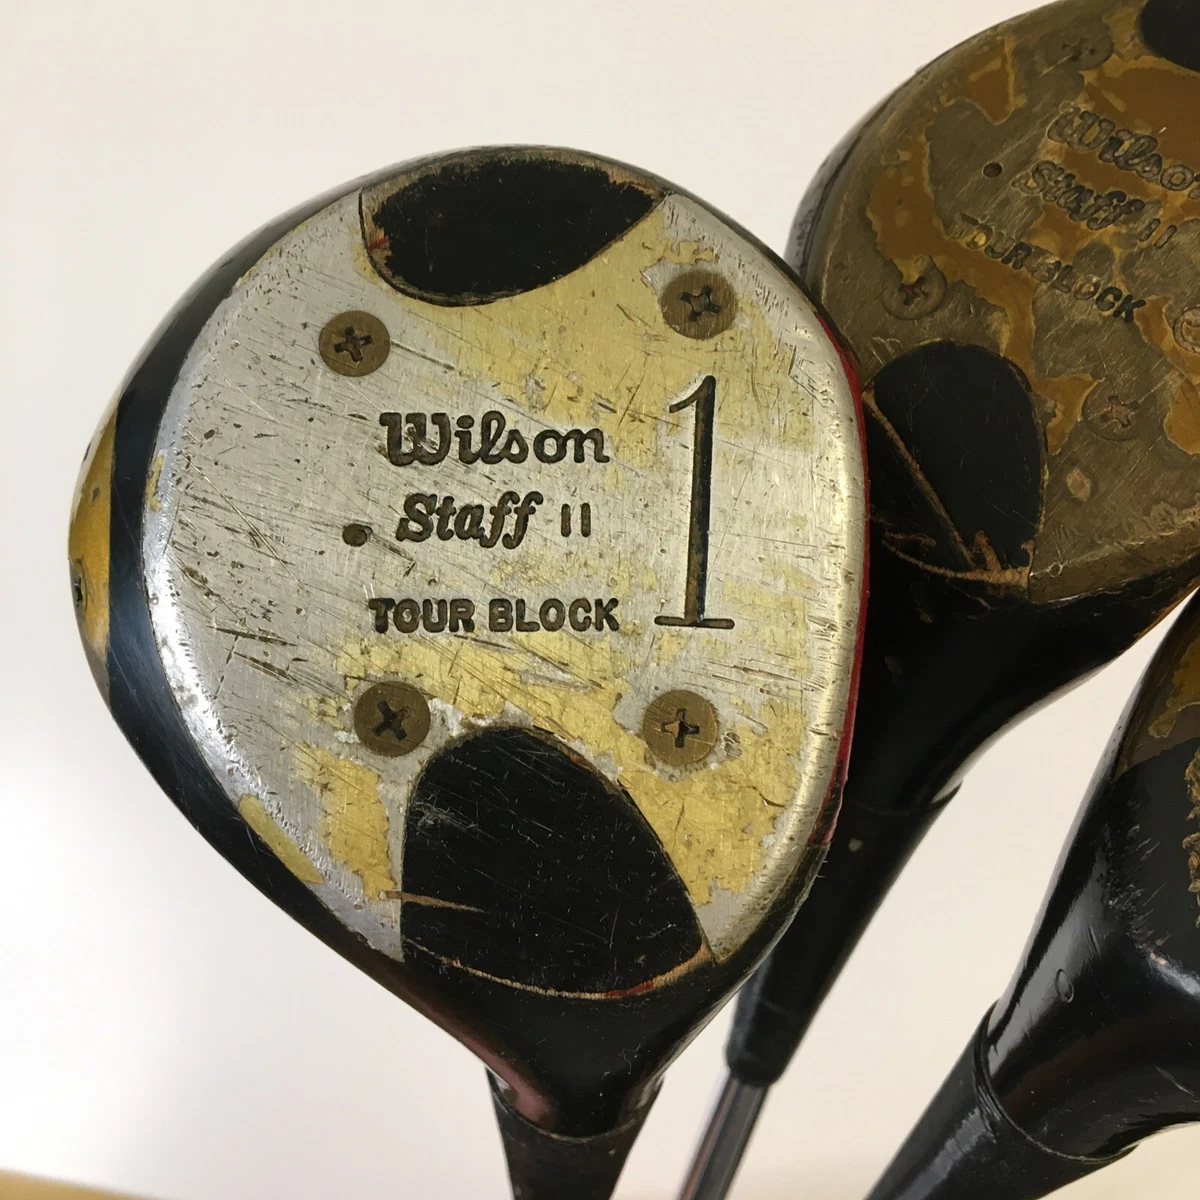 Wilson
Staff II
TOUR BLOCK
1
Wilson
Staff II
TOUR BLOCK